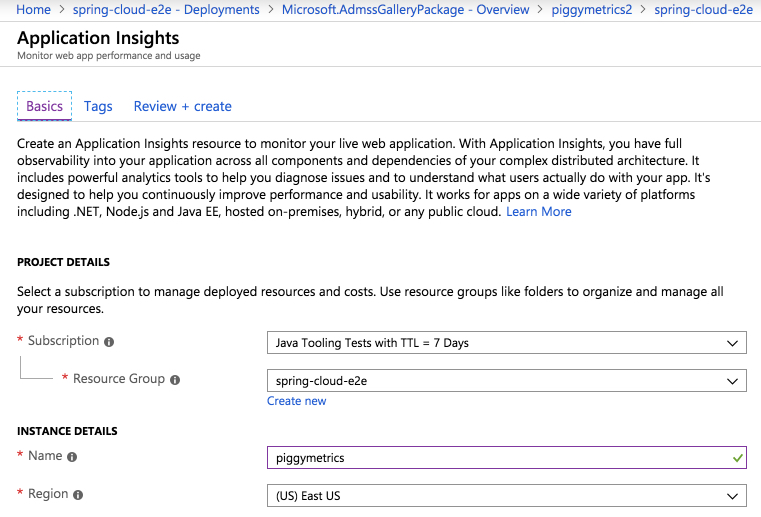 Home > spring-cloud-e2e - Deployments > Microsoft.AdmssGalleryPackage - Overview > piggymetrics2 > spring-cloud-e2e
Application Insights
Monitor web app performance and usage
Basics Tags Review + create
Create an Application Insights resource to monitor your live web application. With Application Insights, you have full
observability into your application across all components and dependencies of your complex distributed architecture. It
includes powerful analytics tools to help you diagnose issues and to understand what users actually do with your app. It's
designed to help you continuously improve performance and usability. It works for apps on a wide variety of platforms
including .NET, Node.js and Java EE, hosted on-premises, hybrid, or any public cloud. Learn More
PROJECT DETAILS
Select a subscription to manage deployed resources and costs. Use resource groups like folders to organize and manage all
your resources.
* Subscription Java Tooling Tests with TTL = 7 Days
* Resource Group spring-cloud-e2e
Create new
INSTANCE DETAILS
* Name piggymetrics
* Region (US) East US